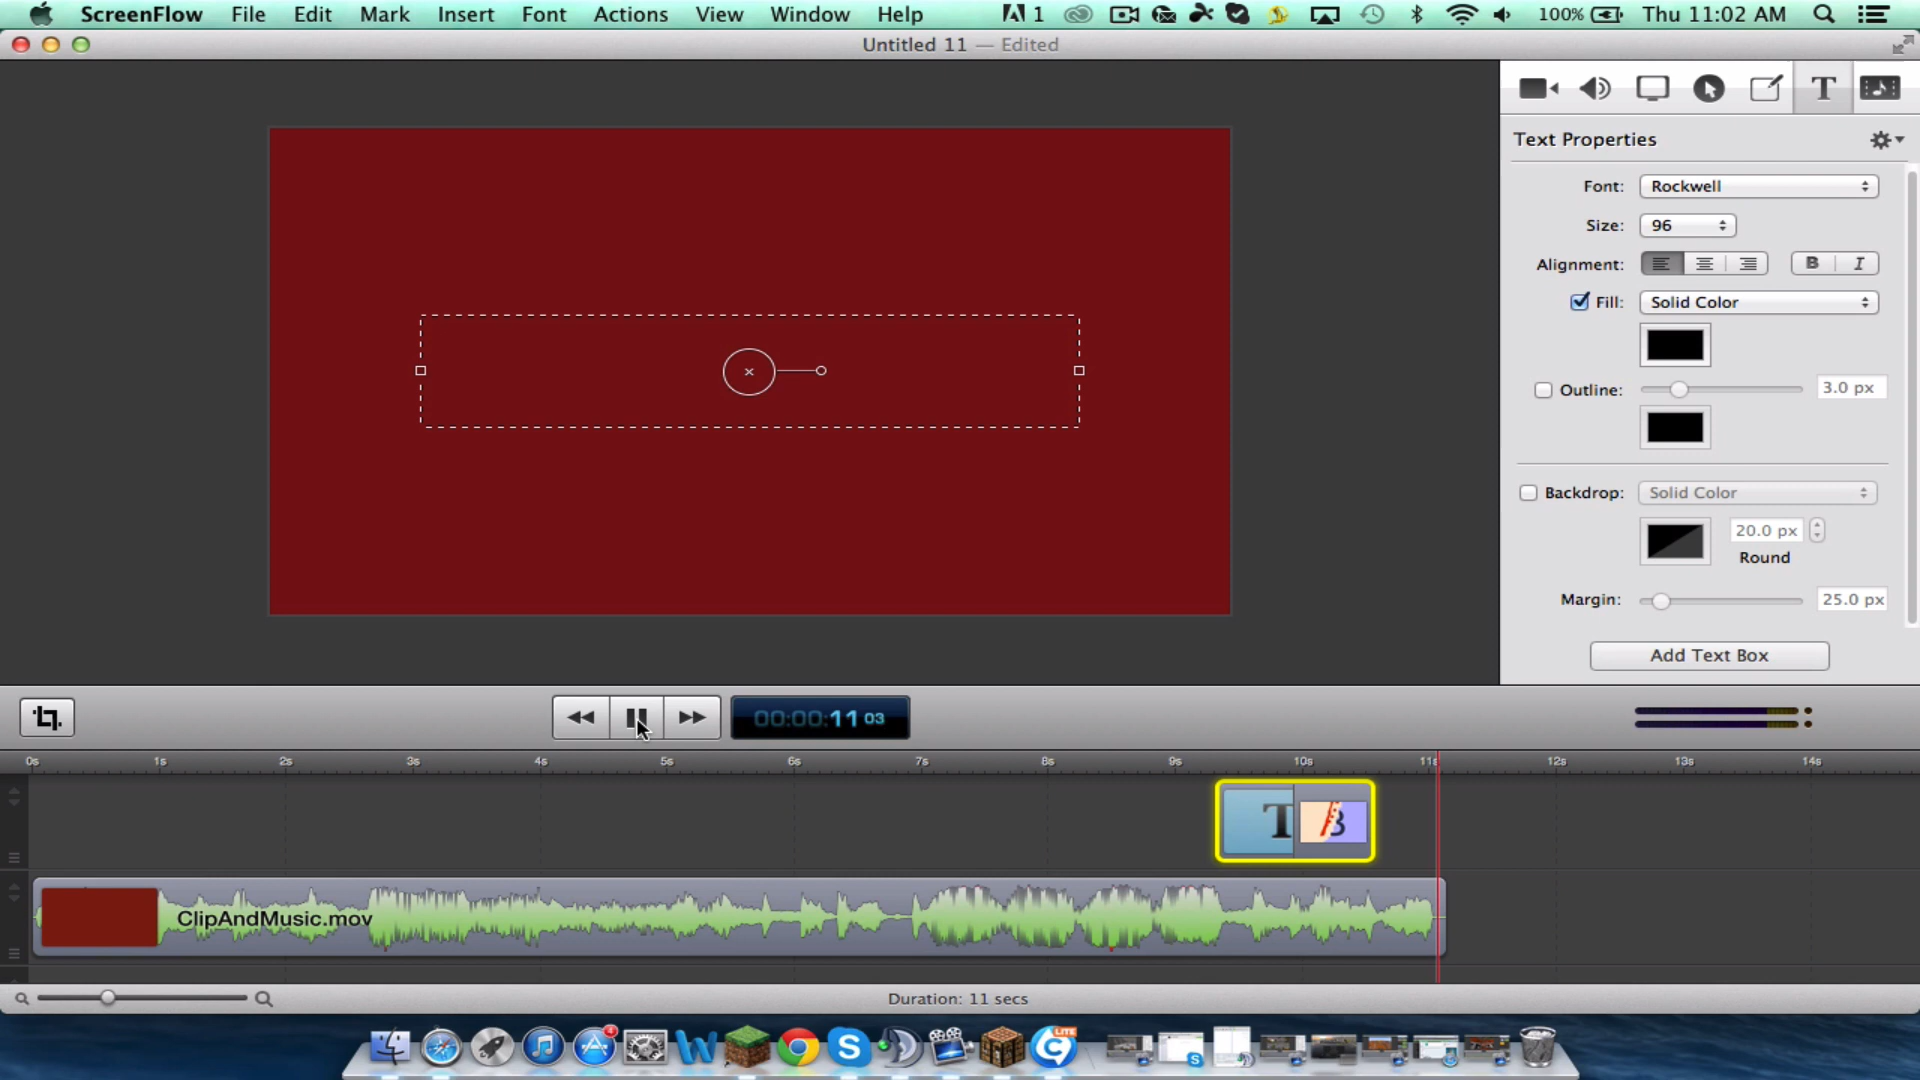 ScreenFlow File Edit Mark Insert Font Actions View Window Help 1 100% Thu 11:02 AM
Untitled 11 — Edited
T
Text Properties
Font: Rockwell
Size: 96
Alignment: B I
Fill: Solid Color
Outline: 3.0 px
Backdrop: Solid Color
20.0 px
Round
Margin: 25.0 px
Add Text Box
00:00:11 03
0s 1s 2s 3s 4s 5s 6s 7s 8s 9s 10s 11s 12s 13s 14s
T B
ClipAndMusic.mov
Duration: 11 secs
4 W S C LITE